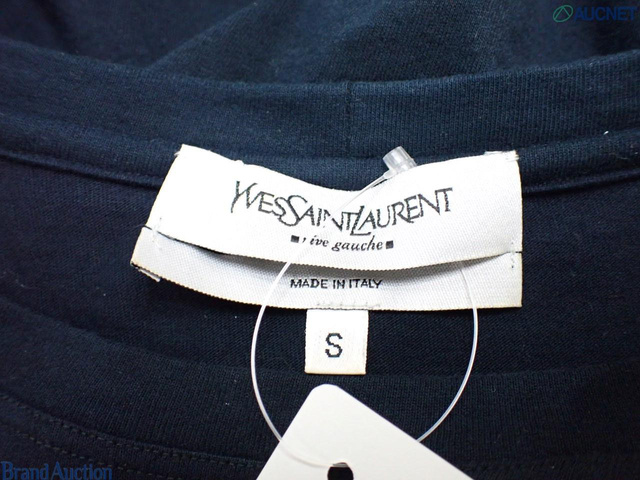 AUCNET
YVESSAINTLAURENT
rive gauche
MADE IN ITALY
S
Brand Auction